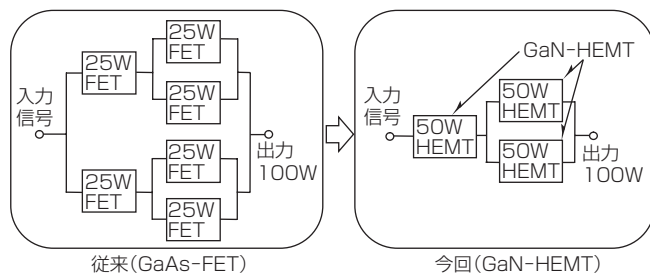 入力
信号
25W
FET
25W
FET
25W
FET
25W
FET
25W
FET
25W
FET
出力
100W
従来(GaAs-FET)
GaN-HEMT
入力
信号
50W
HEMT
50W
HEMT
50W
HEMT
出力
100W
今回(GaN-HEMT)